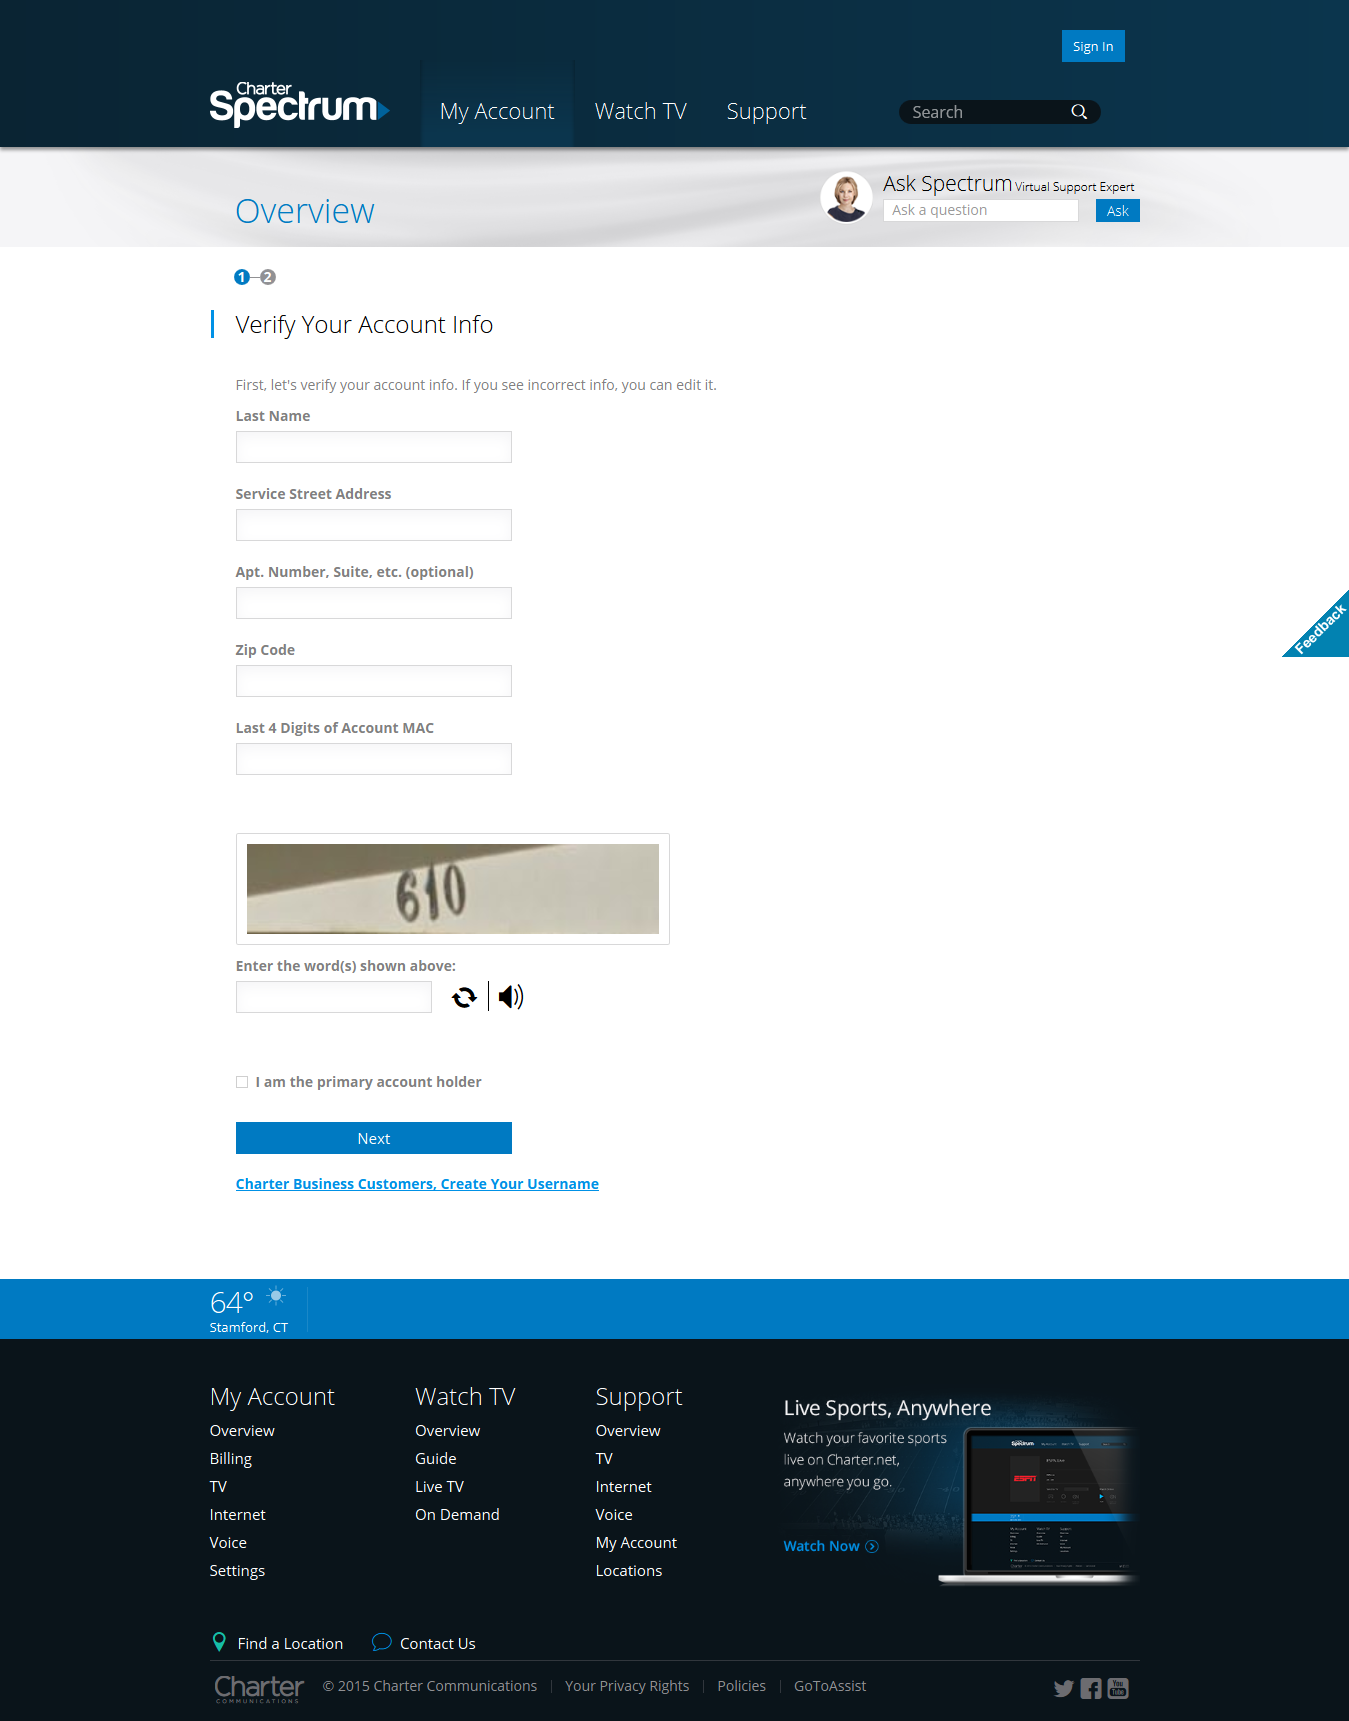 Sign In
Charter
Spectrum
My Account
Watch TV
Support
Search
Overview
Ask Spectrum Virtual Support Expert
Ask a question
Ask
1 2
Verify Your Account Info
First, let's verify your account info. If you see incorrect info, you can edit it.
Last Name
Service Street Address
Apt. Number, Suite, etc. (optional)
Zip Code
Last 4 Digits of Account MAC
Feedback
610
Enter the word(s) shown above:
I am the primary account holder
Next
Charter Business Customers, Create Your Username
64°
Stamford, CT
My Account
Overview
Billing
TV
Internet
Voice
Settings
Watch TV
Overview
Guide
Live TV
On Demand
Support
Overview
TV
Internet
Voice
My Account
Locations
Live Sports, Anywhere
Watch your favorite sports
live on Charter.net,
anywhere you go.
Watch Now
Spectrum
ESPN
Find a Location
Contact Us
Charter
COMMUNICATIONS
© 2015 Charter Communications
Your Privacy Rights
Policies
GoToAssist
You
Tube